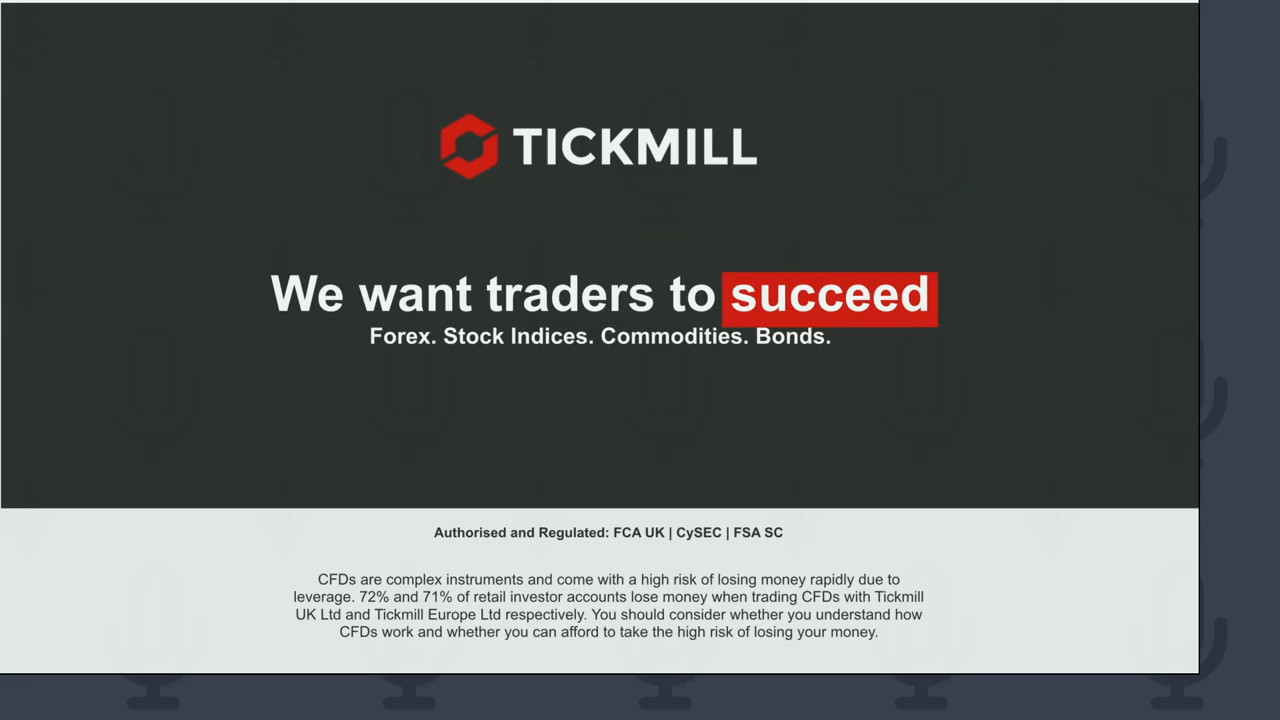 TICKMILL
We want traders to succeed
Forex. Stock Indices. Commodities. Bonds.
Authorised and Regulated: FCA UK | CySEC | FSA SC
CFDs are complex instruments and come with a high risk of losing money rapidly due to
leverage. 72% and 71% of retail investor accounts lose money when trading CFDs with Tickmill
UK Ltd and Tickmill Europe Ltd respectively. You should consider whether you understand how
CFDs work and whether you can afford to take the high risk of losing your money.